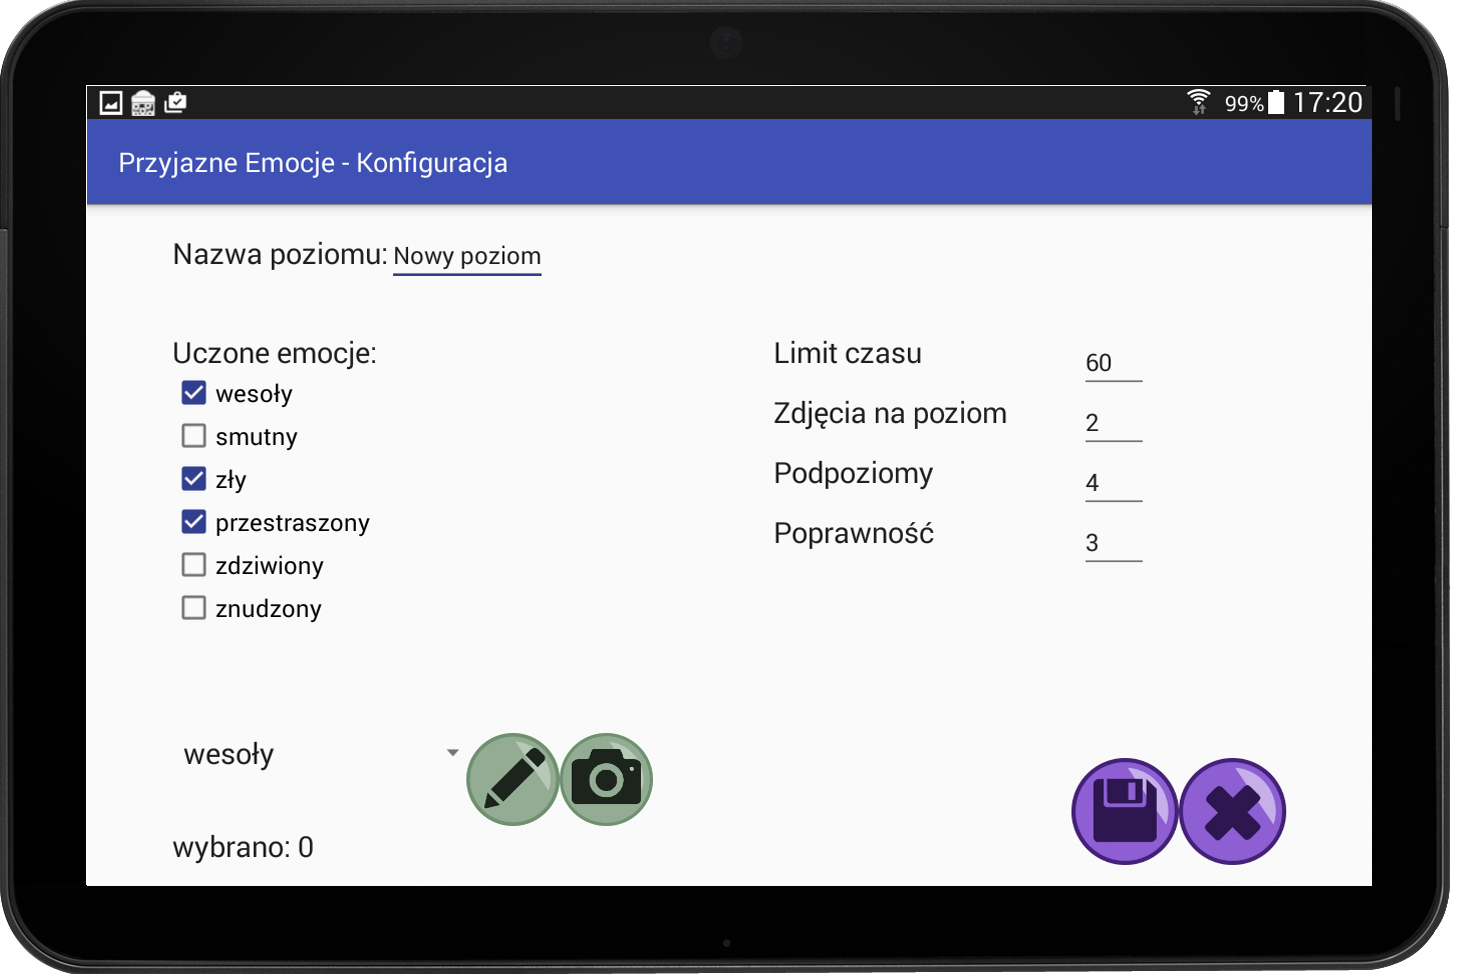 99% 17:20
Przyjazne Emocje - Konfiguracja
Nazwa poziomu: Nowy poziom
Uczone emocje:
wesoły
smutny
zły
przestraszony
zdziwiony
znudzony
Limit czasu 60
Zdjęcia na poziom 2
Podpoziomy 4
Poprawność 3
wesoły
wybrano: 0